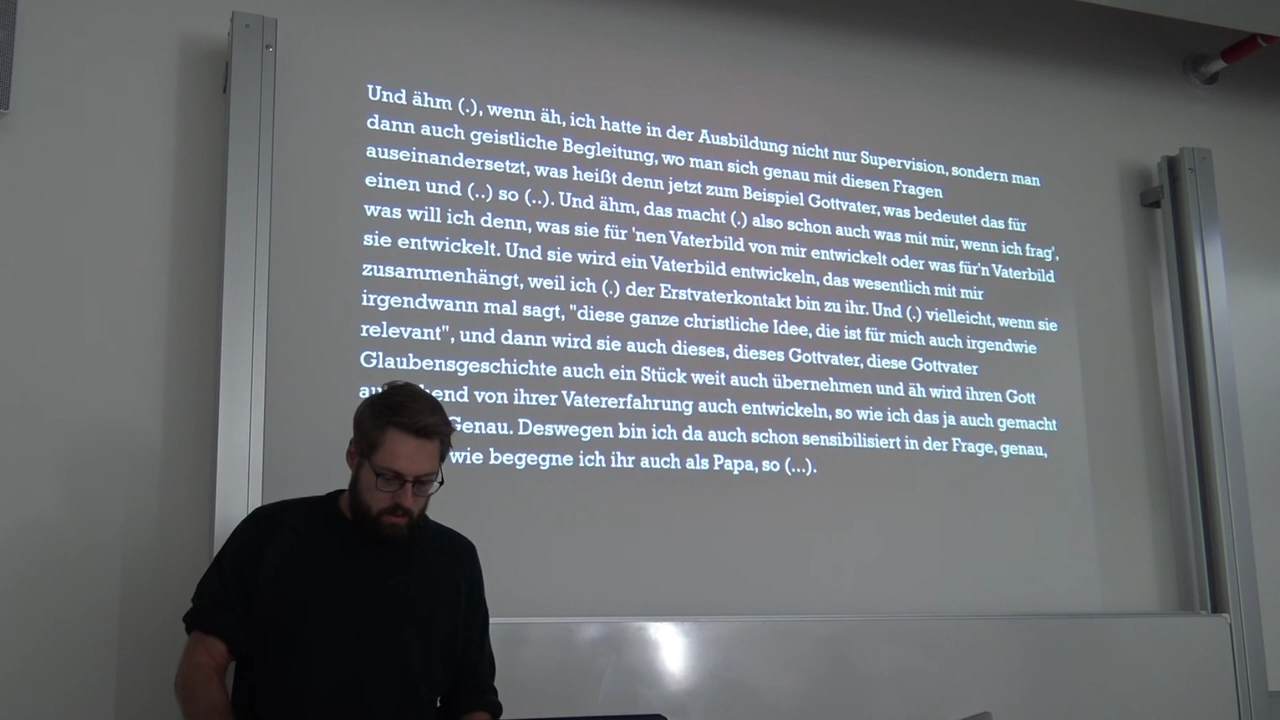 Und ähm (.), wenn äh, ich hatte in der Ausbildung nicht nur Supervision, sondern man
dann auch geistliche Begleitung, wo man sich genau mit diesen Fragen
auseinandersetzt, was heißt denn jetzt zum Beispiel Gottvater, was bedeutet das für
einen und (..) so (..). Und ähm, das macht (.) also schon auch was mit mir, wenn ich frag',
was will ich denn, was sie für 'nen Vaterbild von mir entwickelt oder was für'n Vaterbild
sie entwickelt. Und sie wird ein Vaterbild entwickeln, das wesentlich mit mir
zusammenhängt, weil ich (.) der Erstvaterkontakt bin zu ihr. Und (.) vielleicht, wenn sie
irgendwann mal sagt, "diese ganze christliche Idee, die ist für mich auch irgendwie
relevant", und dann wird sie auch dieses, dieses Gottvater, diese Gottvater
Glaubensgeschichte auch ein Stück weit auch übernehmen und äh wird ihren Gott
von ihrer Vatererfahrung auch entwickeln, so wie ich das ja auch gemacht
Genau. Deswegen bin ich da auch schon sensibilisiert in der Frage, genau,
wie begegne ich ihr auch als Papa, so (...).